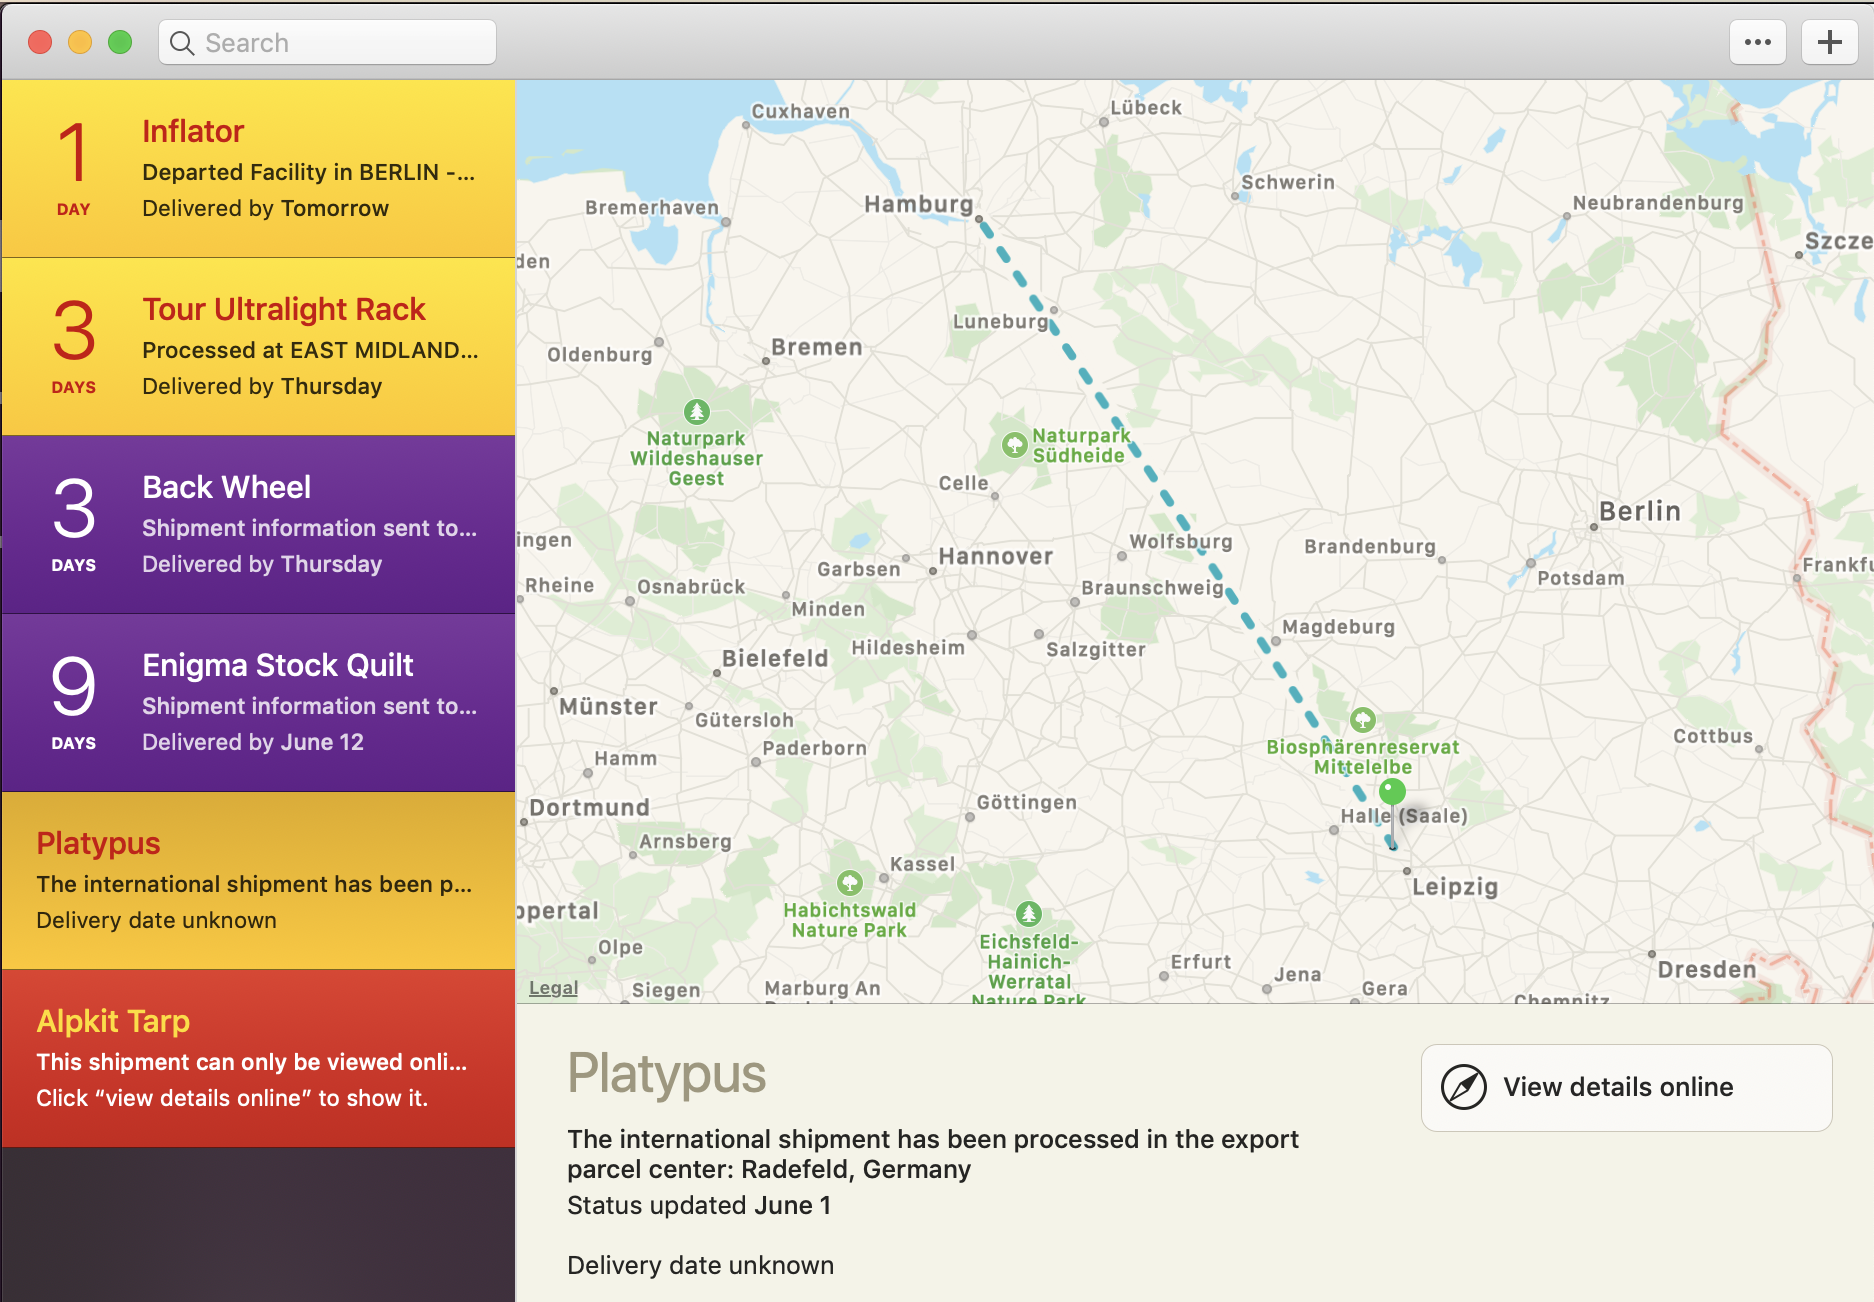 Search
1
DAY
Inflator
Departed Facility in BERLIN -...
Delivered by Tomorrow
3
DAYS
Tour Ultralight Rack
Processed at EAST MIDLAND...
Delivered by Thursday
3
DAYS
Back Wheel
Shipment information sent to...
Delivered by Thursday
9
DAYS
Enigma Stock Quilt
Shipment information sent to...
Delivered by June 12
Platypus
The international shipment has been p...
Delivery date unknown
Alpkit Tarp
This shipment can only be viewed onli...
Click “view details online” to show it.
Cuxhaven
Lübeck
Schwerin
Hamburg
Bremerhaven
Neubrandenburg
Szcze
den
Luneburg
Oldenburg
Bremen
Naturpark
Wildeshauser
Geest
Naturpark
Südheide
Celle
Berlin
ingen
Wolfsburg
Brandenburg
Hannover
Garbsen
Frankfu
Potsdam
Rheine
Osnabrück
Braunschweig
Minden
Magdeburg
Hildesheim
Salzgitter
Bielefeld
Münster
Gütersloh
Cottbus
Biosphärenreservat
Mittelelbe
Paderborn
Hamm
Göttingen
Dortmund
Halle (Saale)
Arnsberg
Kassel
Leipzig
ppertal
Habichtswald
Nature Park
Eichsfeld-
Hainich-
Werratal
Nature Park
Olpe
Erfurt
Jena
Dresden
Legal
Siegen
Marburg An
Gera
Chemnitz
Platypus
View details online
The international shipment has been processed in the export
parcel center: Radefeld, Germany
Status updated June 1
Delivery date unknown